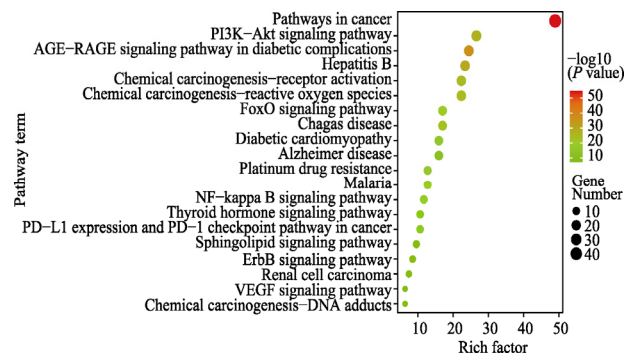 Pathways in cancer
PI3K-Akt signaling pathway
AGE-RAGE signaling pathway in diabetic complications
Hepatitis B
Chemical carcinogenesis-receptor activation
Chemical carcinogenesis-reactive oxygen species
FoxO signaling pathway
Chagas disease
Diabetic cardiomyopathy
Alzheimer disease
Platinum drug resistance
Malaria
NF-kappa B signaling pathway
Thyroid hormone signaling pathway
PD-L1 expression and PD-1 checkpoint pathway in cancer
Sphingolipid signaling pathway
ErbB signaling pathway
Renal cell carcinoma
VEGF signaling pathway
Chemical carcinogenesis-DNA adducts
Pathway term
10 20 30 40 50
Rich factor
-log10
(P value)
50
40
30
20
10
Gene
Number
10
20
30
40